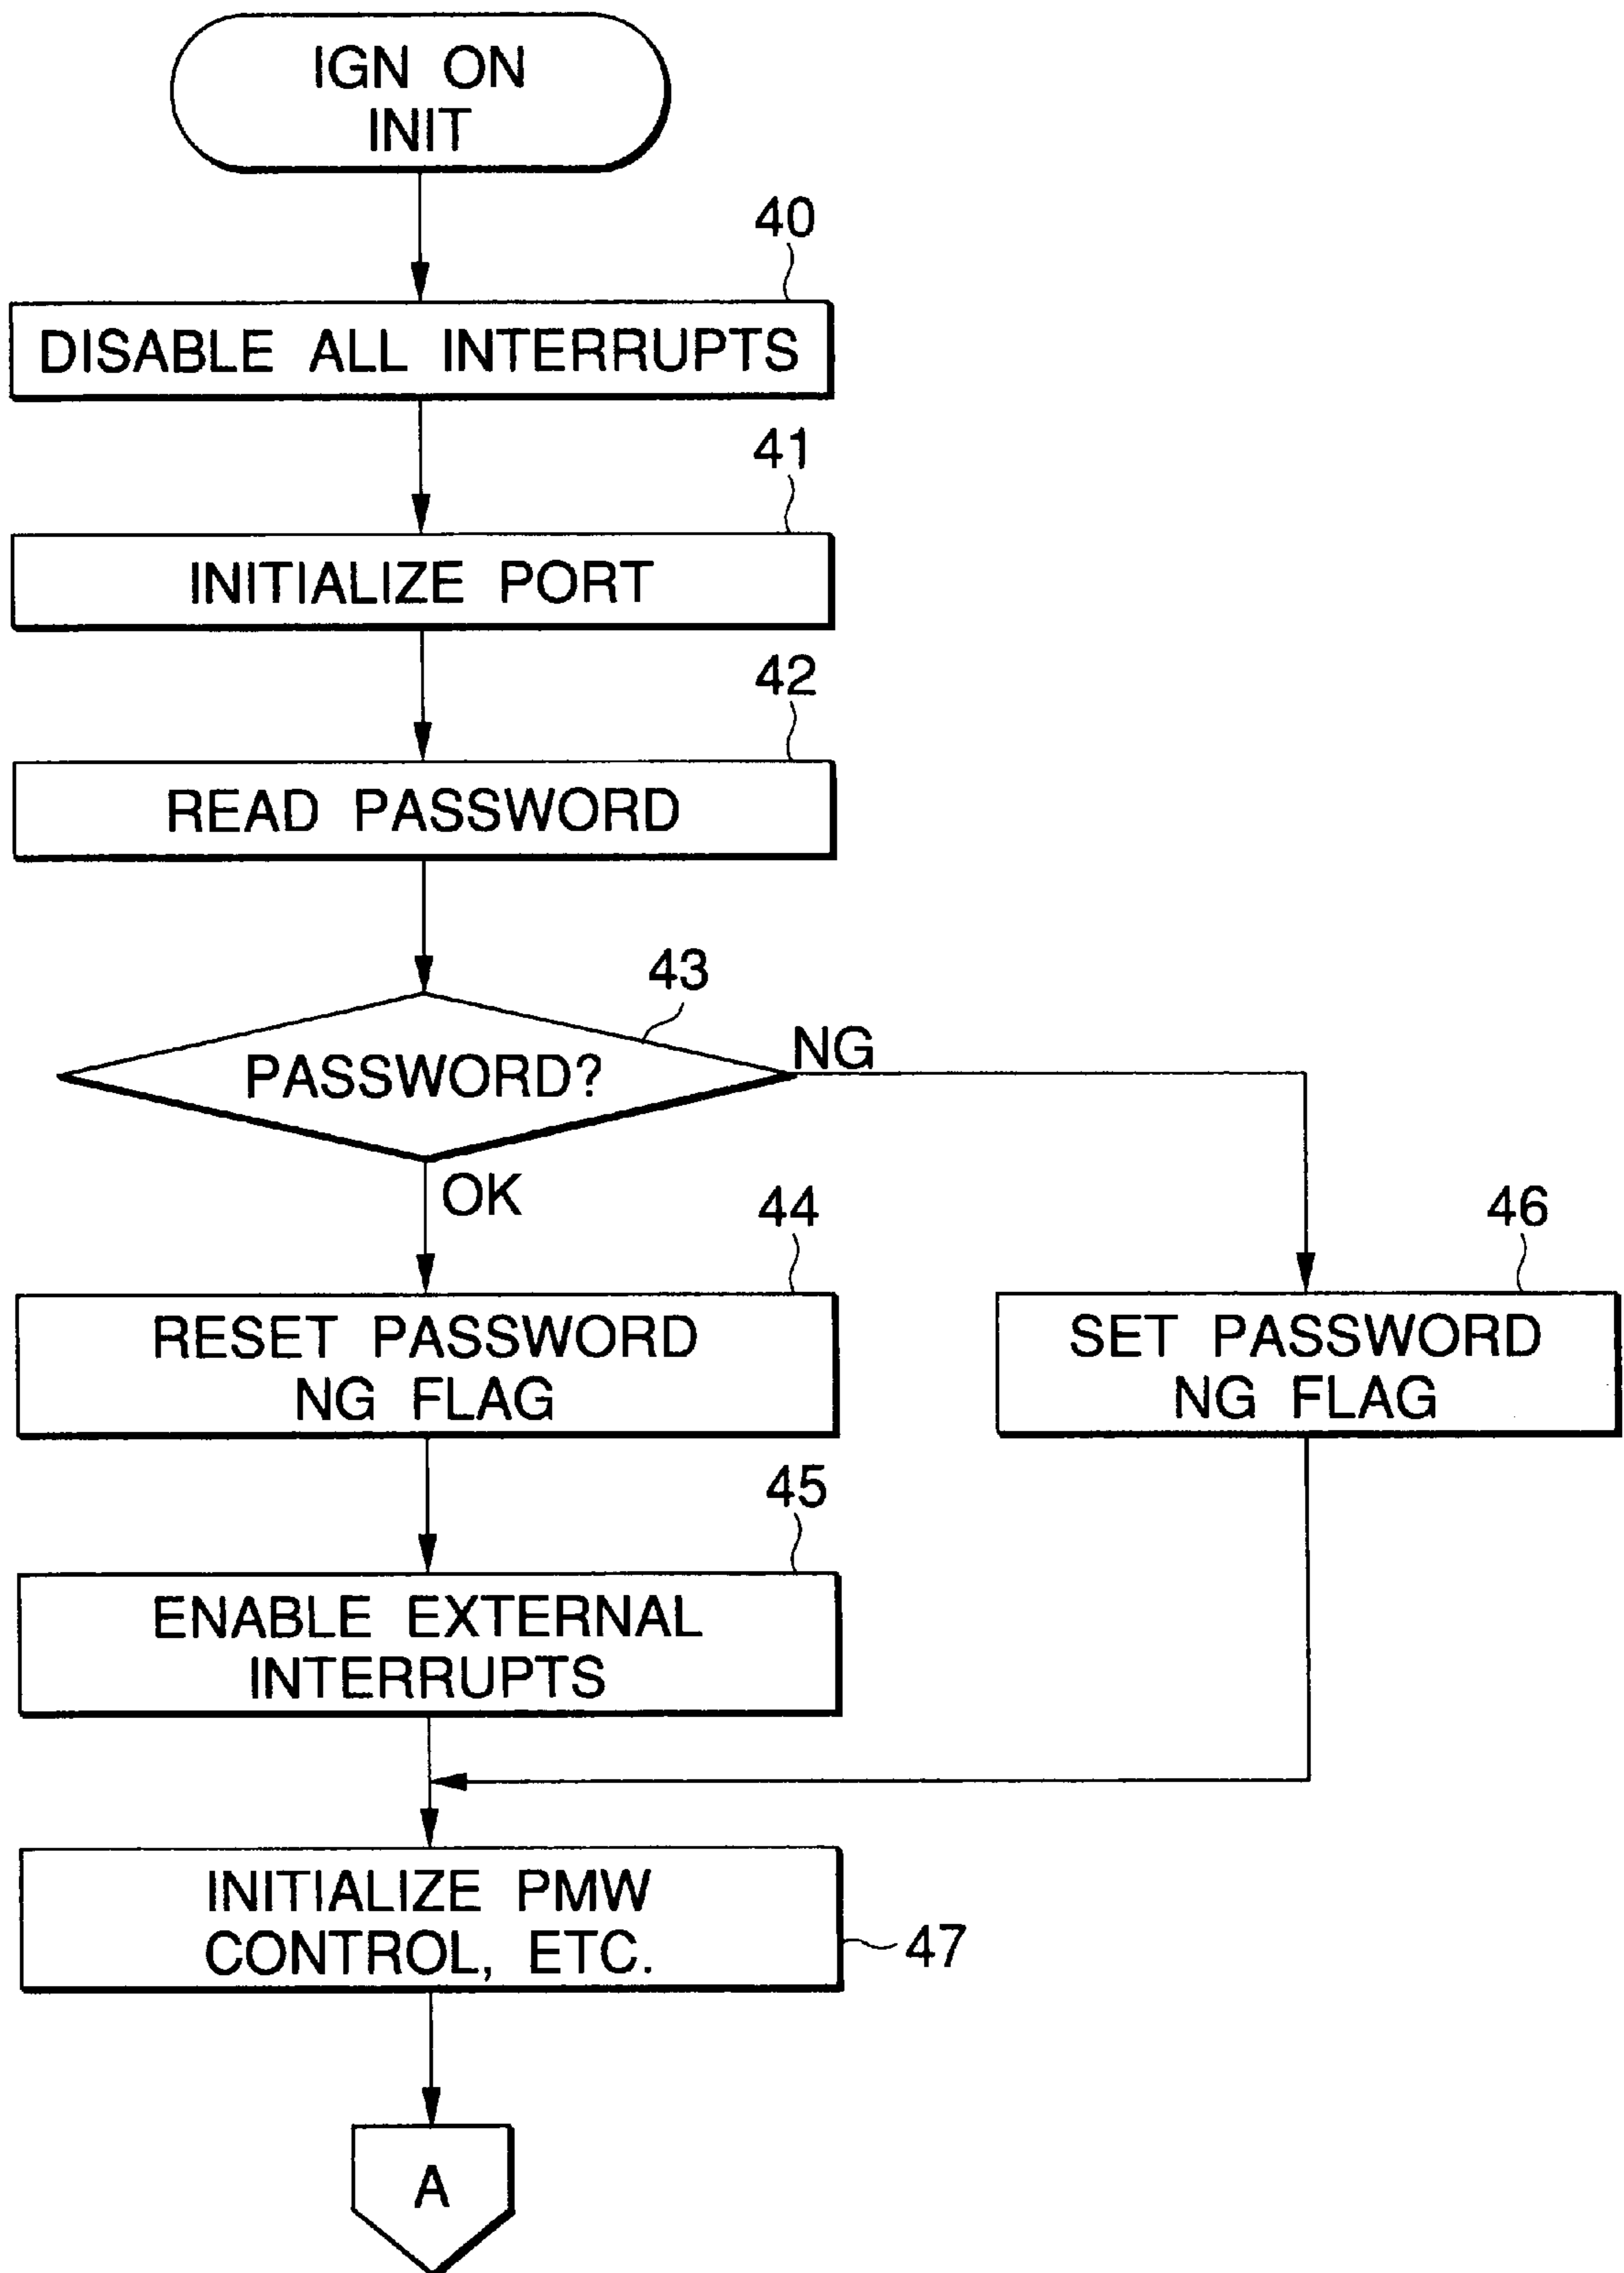 IGN ON
INIT
40
DISABLE ALL INTERRUPTS
41
INITIALIZE PORT
42
READ PASSWORD
43
PASSWORD?
NG
OK
44
RESET PASSWORD
NG FLAG
46
SET PASSWORD
NG FLAG
45
ENABLE EXTERNAL
INTERRUPTS
INITIALIZE PMW
CONTROL, ETC.
47
A